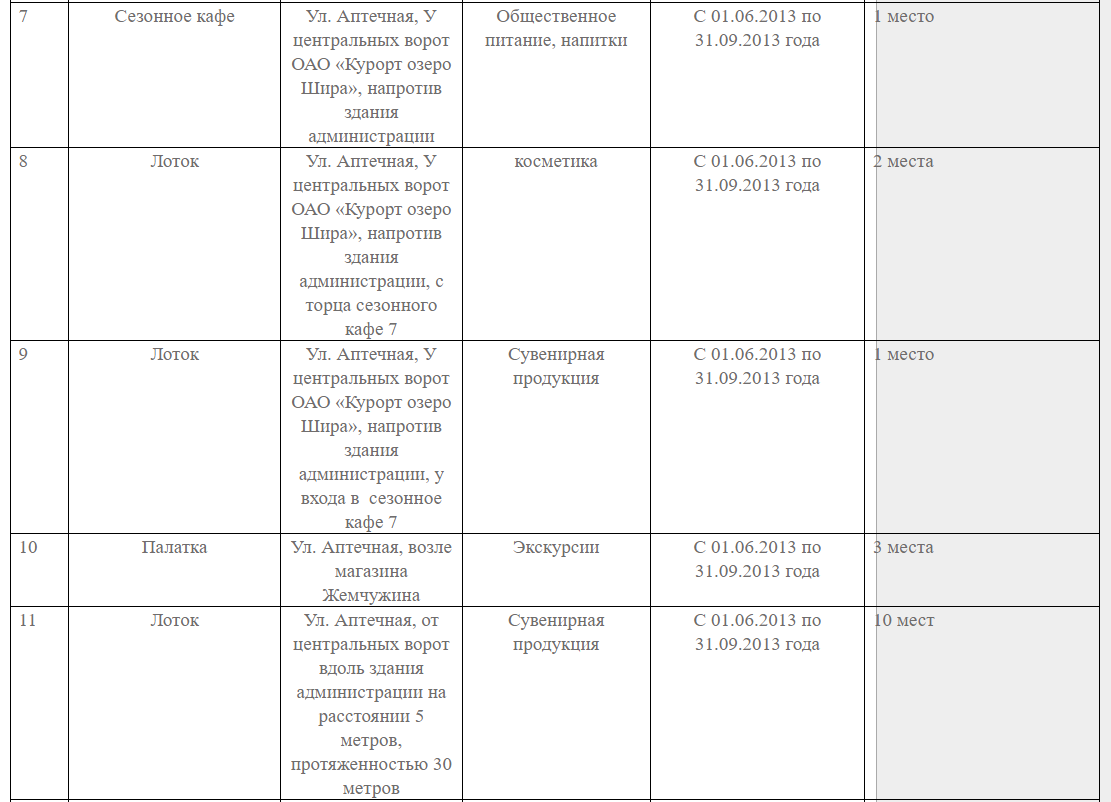 7
Сезонное кафе
Ул. Аптечная, У
центральных ворот
ОАО «Курорт озеро
Шира», напротив
здания
администрации
Общественное
питание, напитки
С 01.06.2013 по
31.09.2013 года
1 место
8
Лоток
Ул. Аптечная, У
центральных ворот
ОАО «Курорт озеро
Шира», напротив
здания
администрации, с
торца сезонного
кафе 7
косметика
С 01.06.2013 по
31.09.2013 года
2 места
9
Лоток
Ул. Аптечная, У
центральных ворот
ОАО «Курорт озеро
Шира», напротив
здания
администрации, у
входа в  сезонное
кафе 7
Сувенирная
продукция
С 01.06.2013 по
31.09.2013 года
1 место
10
Палатка
Ул. Аптечная, возле
магазина
Жемчужина
Экскурсии
С 01.06.2013 по
31.09.2013 года
3 места
11
Лоток
Ул. Аптечная, от
центральных ворот
вдоль здания
администрации на
расстоянии 5
метров,
протяженностью 30
метров
Сувенирная
продукция
С 01.06.2013 по
31.09.2013 года
10 мест